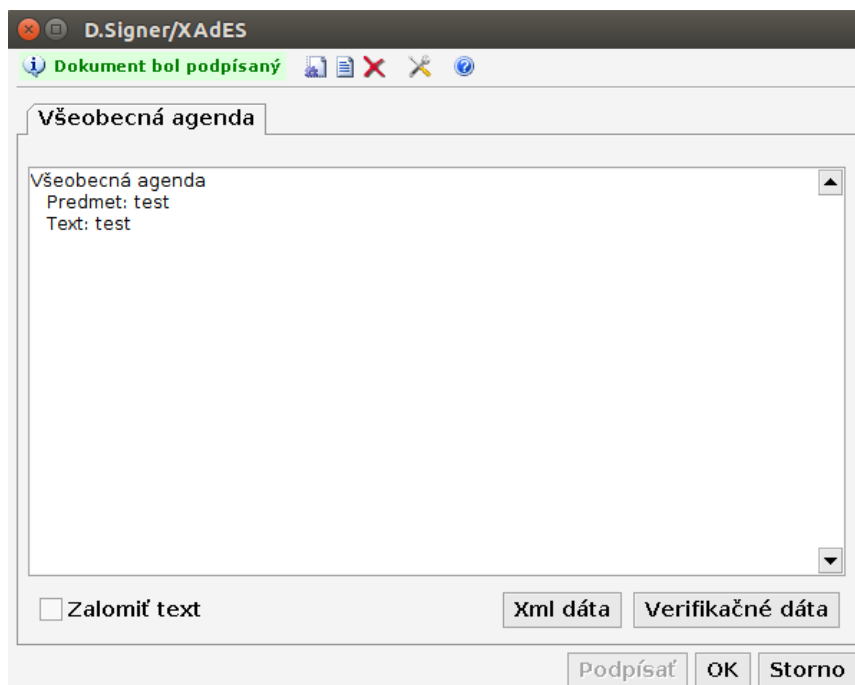 D.Signer/XAdES
Dokument bol podpísaný
Všeobecná agenda
Všeobecná agenda
Predmet: test
Text: test
Zalomiť text
Xml dáta
Verifikačné dáta
Podpísať
OK
Storno